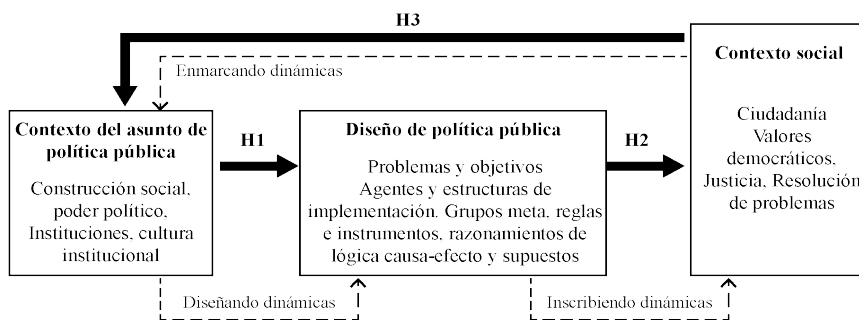 H3
Enmarcando dinámicas
Contexto del asunto de
política pública
Construcción social,
poder político,
Instituciones, cultura
institucional
H1
Diseño de política pública
Problemas y objetivos
Agentes y estructuras de
implementación. Grupos meta, reglas
e instrumentos, razonamientos de
lógica causa-efecto y supuestos
H2
Contexto social
Ciudadanía
Valores
democráticos,
Justicia, Resolución
de problemas
Diseñando dinámicas
Inscribiendo dinámicas